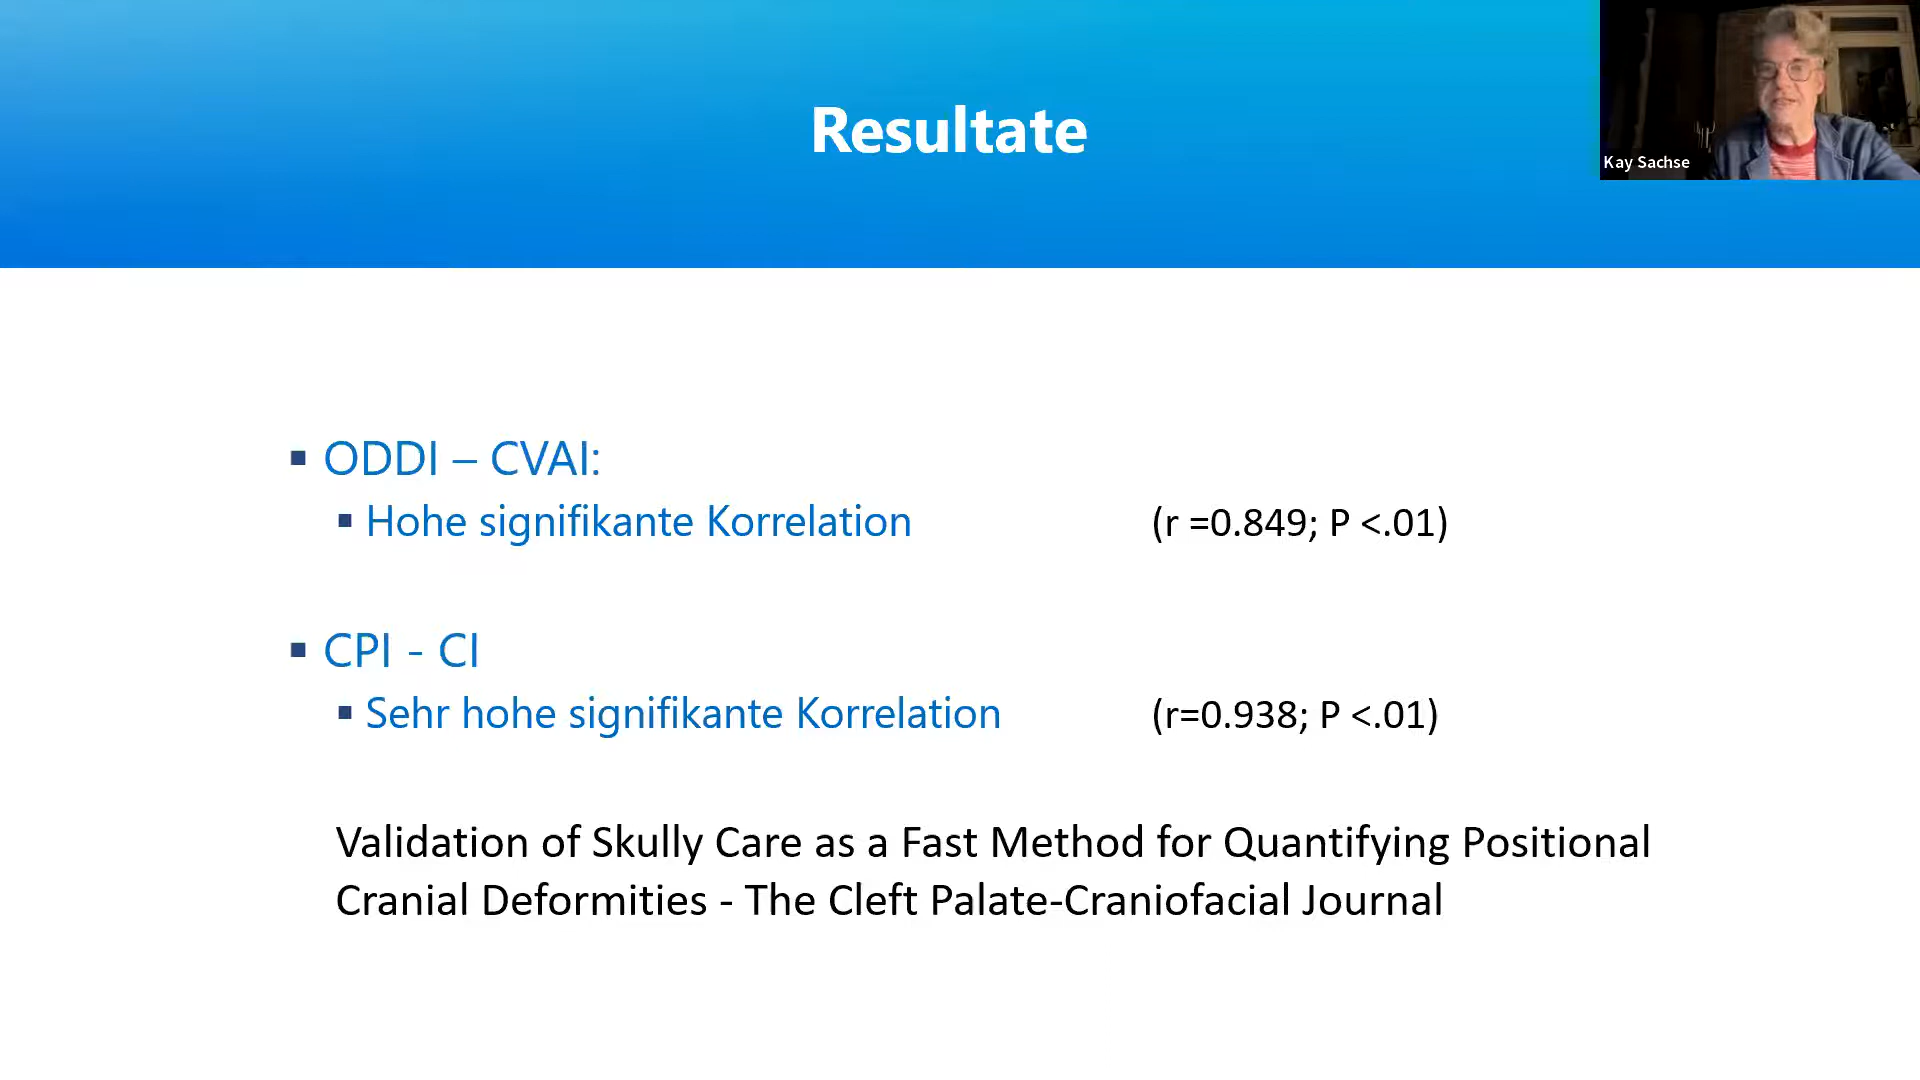 Resultate
Kay Sachse
▪ ODDI – CVAI:
▪ Hohe signifikante Korrelation (r =0.849; P <.01)
▪ CPI - CI
▪ Sehr hohe signifikante Korrelation (r=0.938; P <.01)
Validation of Skully Care as a Fast Method for Quantifying Positional
Cranial Deformities - The Cleft Palate-Craniofacial Journal